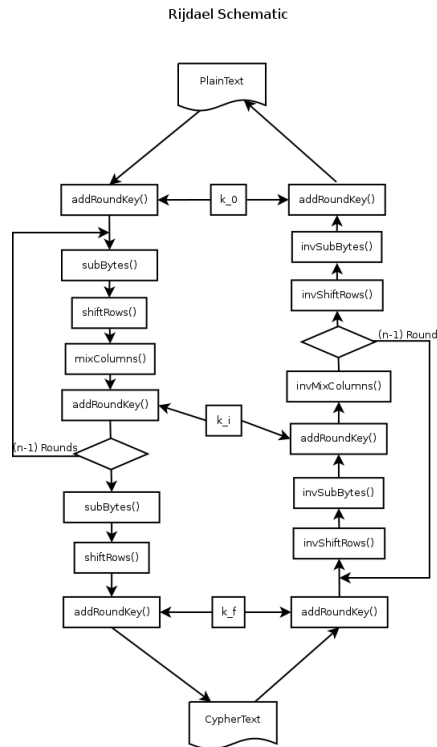 Rijdael Schematic
PlainText
addRoundKey()
k_0
addRoundKey()
subBytes()
invSubBytes()
shiftRows()
invShiftRows()
(n-1) Round
mixColumns()
invMixColumns()
addRoundKey()
k_i
addRoundKey()
(n-1) Rounds
subBytes()
invSubBytes()
shiftRows()
invShiftRows()
addRoundKey()
k_f
addRoundKey()
CypherText